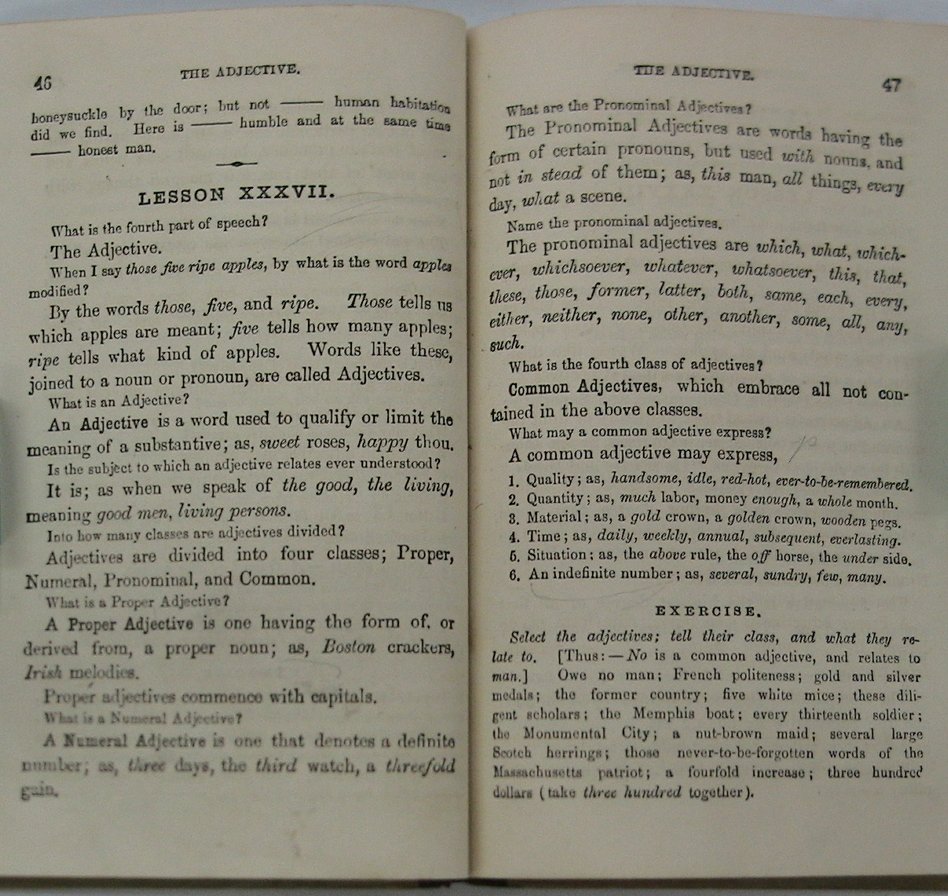 46 THE ADJECTIVE.
honeysuckle by the door; but not —— human habitation
did we find. Here is —— humble and at the same time
—— honest man.
LESSON XXXVII.
What is the fourth part of speech?
The Adjective.
When I say those five ripe apples, by what is the word apples
modified?
By the words those, five, and ripe. Those tells us
which apples are meant; five tells how many apples;
ripe tells what kind of apples. Words like these,
joined to a noun or pronoun, are called Adjectives.
What is an Adjective?
An Adjective is a word used to qualify or limit the
meaning of a substantive; as, sweet roses, happy thou.
Is the subject to which an adjective relates ever understood?
It is; as when we speak of the good, the living,
meaning good men, living persons.
Into how many classes are adjectives divided?
Adjectives are divided into four classes; Proper,
Numeral, Pronominal, and Common.
What is a Proper Adjective?
A Proper Adjective is one having the form of, or
derived from, a proper noun; as, Boston crackers,
Irish melodies.
Proper adjectives commence with capitals.
What is a Numeral Adjective?
A Numeral Adjective is one that denotes a definite
number; as, three days, the third watch, a threefold
gain.
THE ADJECTIVE. 47
What are the Pronominal Adjectives?
The Pronominal Adjectives are words having the
form of certain pronouns, but used with nouns, and
not in stead of them; as, this man, all things, every
day, what a scene.
Name the pronominal adjectives.
The pronominal adjectives are which, what, which-
ever, whichsoever, whatever, whatsoever, this, that,
these, those, former, latter, both, same, each, every,
either, neither, none, other, another, some, all, any,
such.
What is the fourth class of adjectives?
Common Adjectives, which embrace all not con-
tained in the above classes.
What may a common adjective express?
A common adjective may express,
1. Quality; as, handsome, idle, red-hot, ever-to-be-remembered.
2. Quantity; as, much labor, money enough, a whole month.
3. Material; as, a gold crown, a golden crown, wooden pegs.
4. Time; as, daily, weekly, annual, subsequent, everlasting.
5. Situation; as, the above rule, the off horse, the under side.
6. An indefinite number; as, several, sundry, few, many.
EXERCISE.
Select the adjectives; tell their class, and what they re-
late to. [Thus:—No is a common adjective, and relates to
man.] Owe no man; French politeness; gold and silver
medals; the former country; five white mice; these dili-
gent scholars; the Memphis boat; every thirteenth soldier;
the Monumental City; a nut-brown maid; several large
Scotch herrings; those never-to-be-forgotten words of the
Massachusetts patriot; a fourfold increase; three hundred
dollars (take three hundred together).